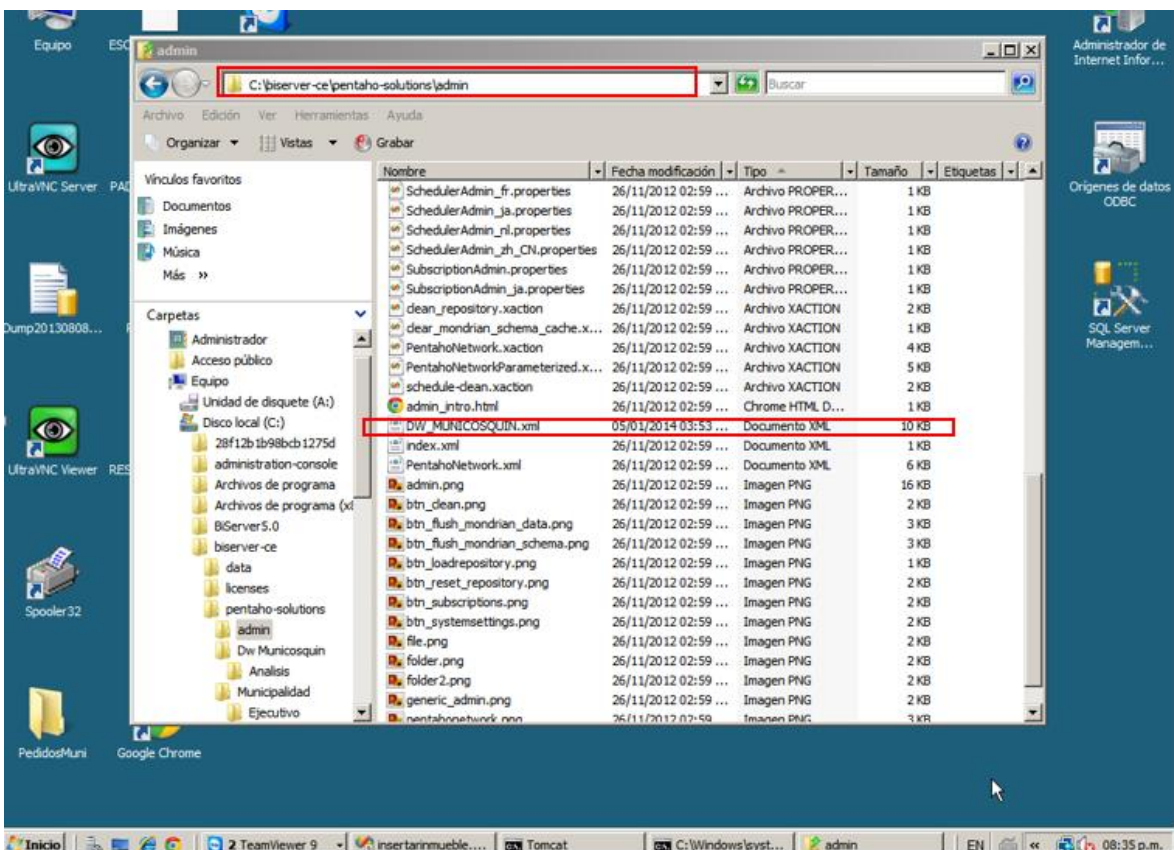 Equipo
ESC
Administrador de
Internet Infor...
admin
C:\biserver-ce\pentaho-solutions\admin
Buscar
Archivo Edición Ver Herramientas Ayuda
Organizar Vistas Grabar
Vínculos favoritos
Documentos
Imágenes
Música
Más »
Carpetas
Administrador
Acceso público
Equipo
Unidad de disquete (A:)
Disco local (C:)
28f12b1b98bcb1275d
administration-console
Archivos de programa
Archivos de programa (x
BiServer5.0
biserver-ce
data
licenses
pentaho-solutions
admin
Dw Municosquin
Analisis
Municipalidad
Ejecutivo
Nombre Fecha modificación Tipo Tamaño Etiquetas
SchedulerAdmin_fr.properties 26/11/2012 02:59 ... Archivo PROPER... 1 KB
SchedulerAdmin_ja.properties 26/11/2012 02:59 ... Archivo PROPER... 1 KB
SchedulerAdmin_nl.properties 26/11/2012 02:59 ... Archivo PROPER... 1 KB
SchedulerAdmin_zh_CN.properties 26/11/2012 02:59 ... Archivo PROPER... 1 KB
SubscriptionAdmin.properties 26/11/2012 02:59 ... Archivo PROPER... 1 KB
SubscriptionAdmin_ja.properties 26/11/2012 02:59 ... Archivo PROPER... 1 KB
clean_repository.xaction 26/11/2012 02:59 ... Archivo XACTION 2 KB
clear_mondrian_schema_cache.x... 26/11/2012 02:59 ... Archivo XACTION 1 KB
PentahoNetwork.xaction 26/11/2012 02:59 ... Archivo XACTION 4 KB
PentahoNetworkParameterized.x... 26/11/2012 02:59 ... Archivo XACTION 5 KB
schedule-clean.xaction 26/11/2012 02:59 ... Archivo XACTION 2 KB
admin_intro.html 26/11/2012 02:59 ... Chrome HTML D... 1 KB
DW_MUNICOSQUIN.xml 05/01/2014 03:53 ... Documento XML 10 KB
index.xml 26/11/2012 02:59 ... Documento XML 1 KB
PentahoNetwork.xml 26/11/2012 02:59 ... Documento XML 6 KB
admin.png 26/11/2012 02:59 ... Imagen PNG 16 KB
btn_clean.png 26/11/2012 02:59 ... Imagen PNG 2 KB
btn_flush_mondrian_data.png 26/11/2012 02:59 ... Imagen PNG 3 KB
btn_flush_mondrian_schema.png 26/11/2012 02:59 ... Imagen PNG 3 KB
btn_loadrepository.png 26/11/2012 02:59 ... Imagen PNG 1 KB
btn_reset_repository.png 26/11/2012 02:59 ... Imagen PNG 2 KB
btn_subscriptions.png 26/11/2012 02:59 ... Imagen PNG 2 KB
btn_systemsettings.png 26/11/2012 02:59 ... Imagen PNG 2 KB
file.png 26/11/2012 02:59 ... Imagen PNG 2 KB
folder.png 26/11/2012 02:59 ... Imagen PNG 2 KB
folder2.png 26/11/2012 02:59 ... Imagen PNG 2 KB
generic_admin.png 26/11/2012 02:59 ... Imagen PNG 2 KB
pentahonetwork.png 26/11/2012 02:59 Imagen PNG 3 KB
UltraVNC Server
PAD
Dump20130808...
UltraVNC Viewer
RES
Spooler32
PedidosMuni
Google Chrome
Orígenes de datos
ODBC
SQL Server
Managem...
Inicio 2 TeamViewer 9 insertarinmueble.... Tomcat C:\Windows\syst... admin EN « 08:35 p.m.